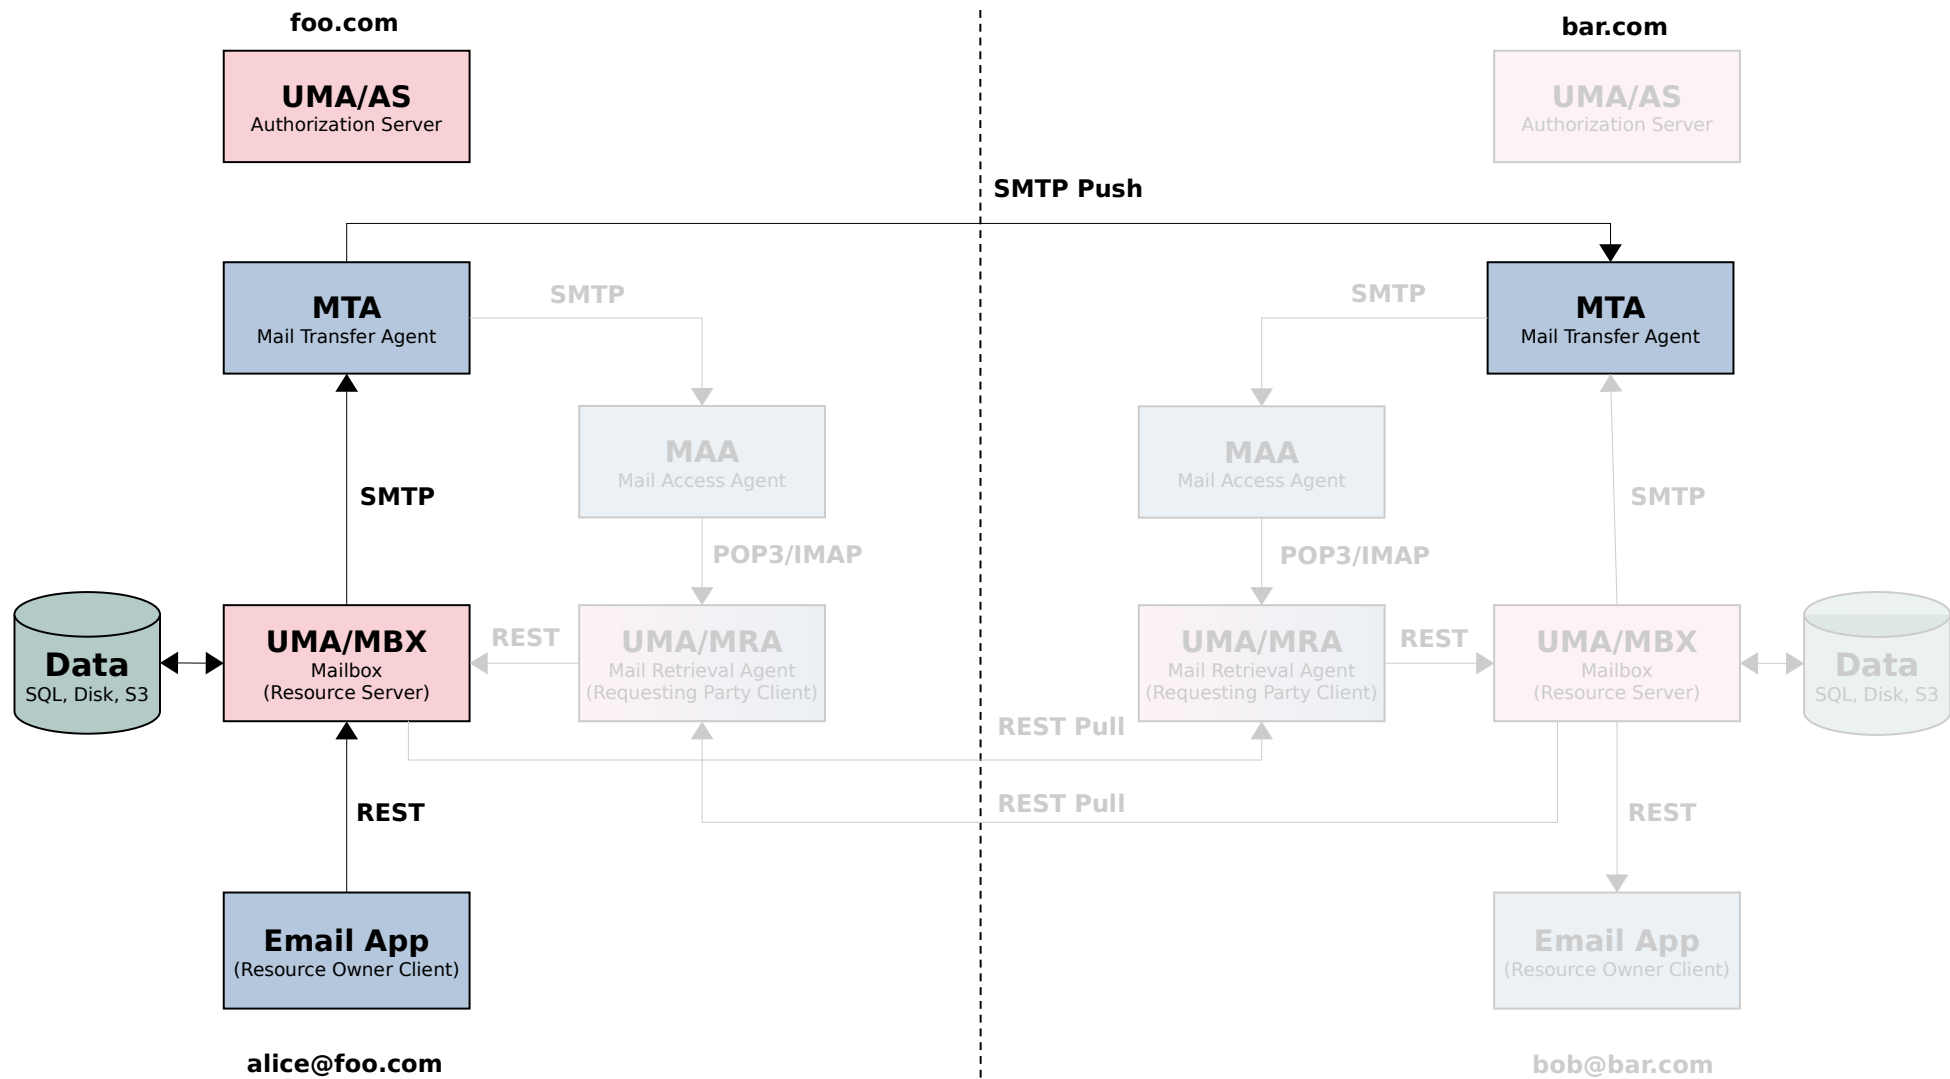 foo.com
bar.com
UMA/AS
Authorization Server
UMA/AS
Authorization Server
SMTP Push
MTA
Mail Transfer Agent
SMTP
SMTP
MTA
Mail Transfer Agent
MAA
Mail Access Agent
MAA
Mail Access Agent
SMTP
SMTP
POP3/IMAP
POP3/IMAP
Data
SQL, Disk, S3
UMA/MBX
Mailbox
(Resource Server)
REST
UMA/MRA
Mail Retrieval Agent
(Requesting Party Client)
UMA/MRA
Mail Retrieval Agent
(Requesting Party Client)
REST
UMA/MBX
Mailbox
(Resource Server)
Data
SQL, Disk, S3
REST Pull
REST Pull
REST
REST
Email App
(Resource Owner Client)
Email App
(Resource Owner Client)
alice@foo.com
bob@bar.com